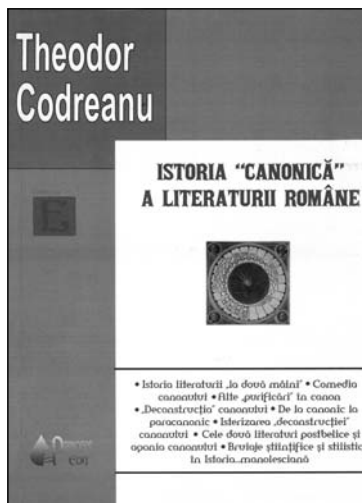 Theodor
Codreanu
ISTORIA "CANONICĂ"
A LITERATURII ROMÂNE
E
• Istoria literaturii „la două mâini" • Comedia
canonului • Alte „purificări" în canon
• „Deconstrucția" canonului • De la canonic la
paracanonic • Isterizarea „deconstrucției"
canonului • Cele două literaturi postbelice și
agonia canonului • Bruiaje științifice și stilistice
în Istoria...manolesciană